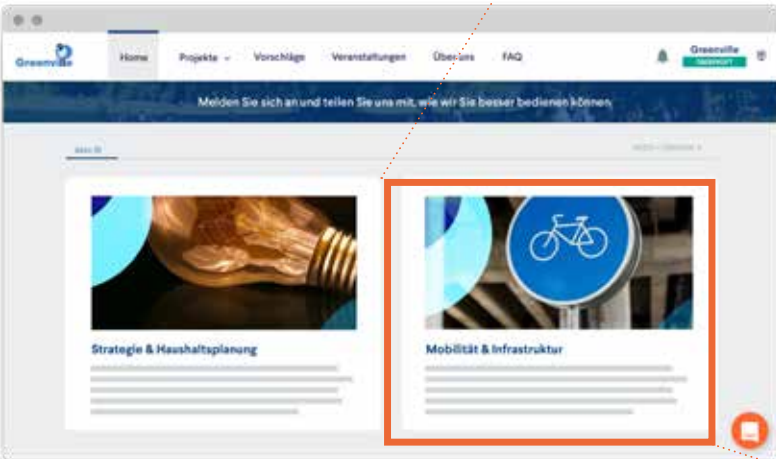 Greenville
Home
Projekte
Vorschläge
Veranstaltungen
Über uns
FAQ
Greenville
Melden Sie sich an und teilen Sie uns mit, wie wir Sie besser bedienen können
Strategie & Haushaltsplanung
Mobilität & Infrastruktur